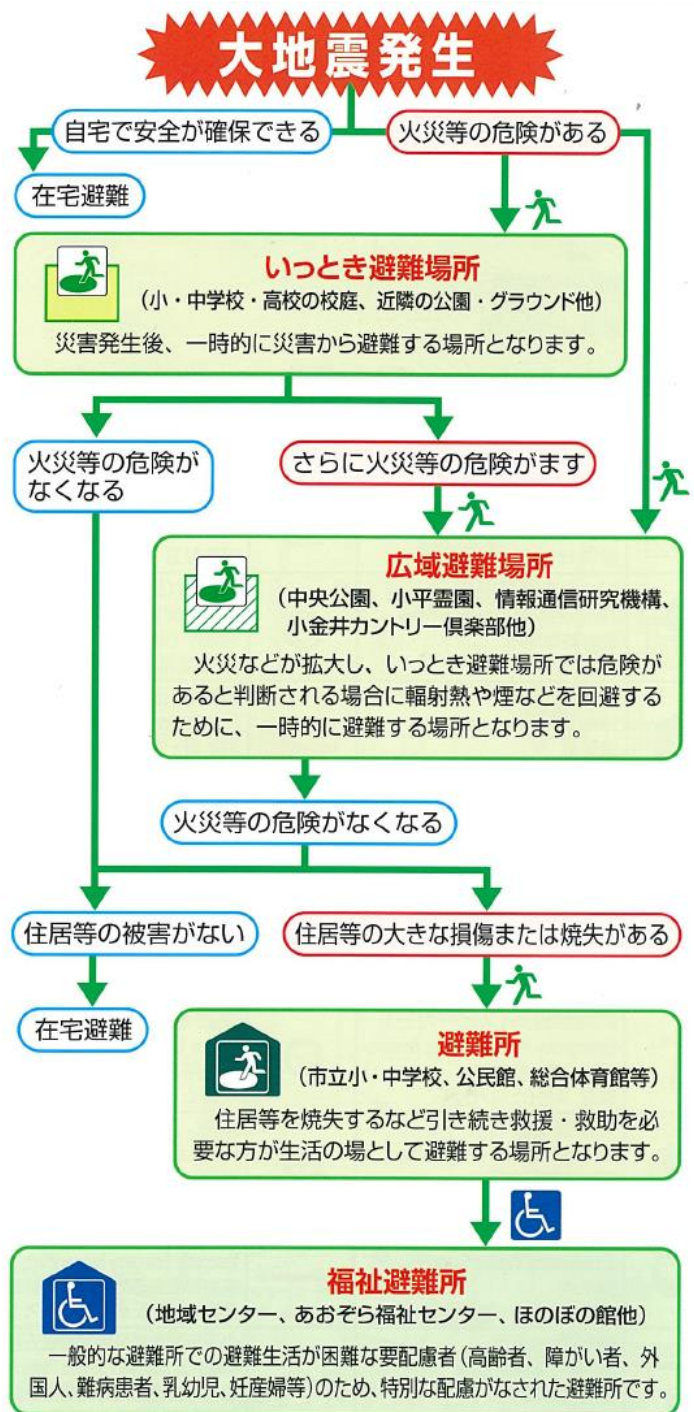 大地震発生
自宅で安全が確保できる
火災等の危険がある
在宅避難
いっとき避難場所
(小・中学校・高校の校庭、近隣の公園・グラウンド他)
災害発生後、一時的に災害から避難する場所となります。
火災等の危険が
なくなる
さらに火災等の危険がます
広域避難場所
(中央公園、小平霊園、情報通信研究機構、
小金井カントリー倶楽部他)
火災などが拡大し、いっとき避難場所では危険が
あると判断される場合に輻射熱や煙などを回避する
ために、一時的に避難する場所となります。
火災等の危険がなくなる
住居等の被害がない
住居等の大きな損傷または焼失がある
在宅避難
避難所
(市立小・中学校、公民館、総合体育館等)
住居等を焼失するなど引き続き救援・救助を必
要な方が生活の場として避難する場所となります。
福祉避難所
(地域センター、あおぞら福祉センター、ほのぼの館他)
一般的な避難所での避難生活が困難な要配慮者(高齢者、障がい者、外
国人、難病患者、乳幼児、妊産婦等)のため、特別な配慮がなされた避難所です。